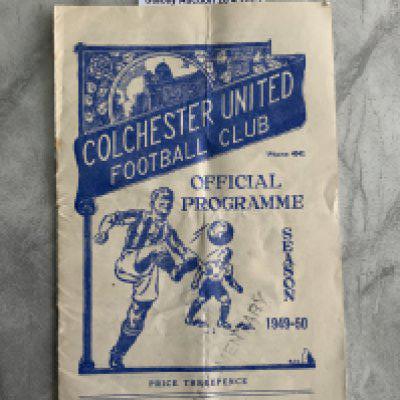 COLCHESTER UNITED
FOOTBALL CLUB
OFFICIAL
PROGRAMME
SEASON
1949-50
PRICE THREEPENCE